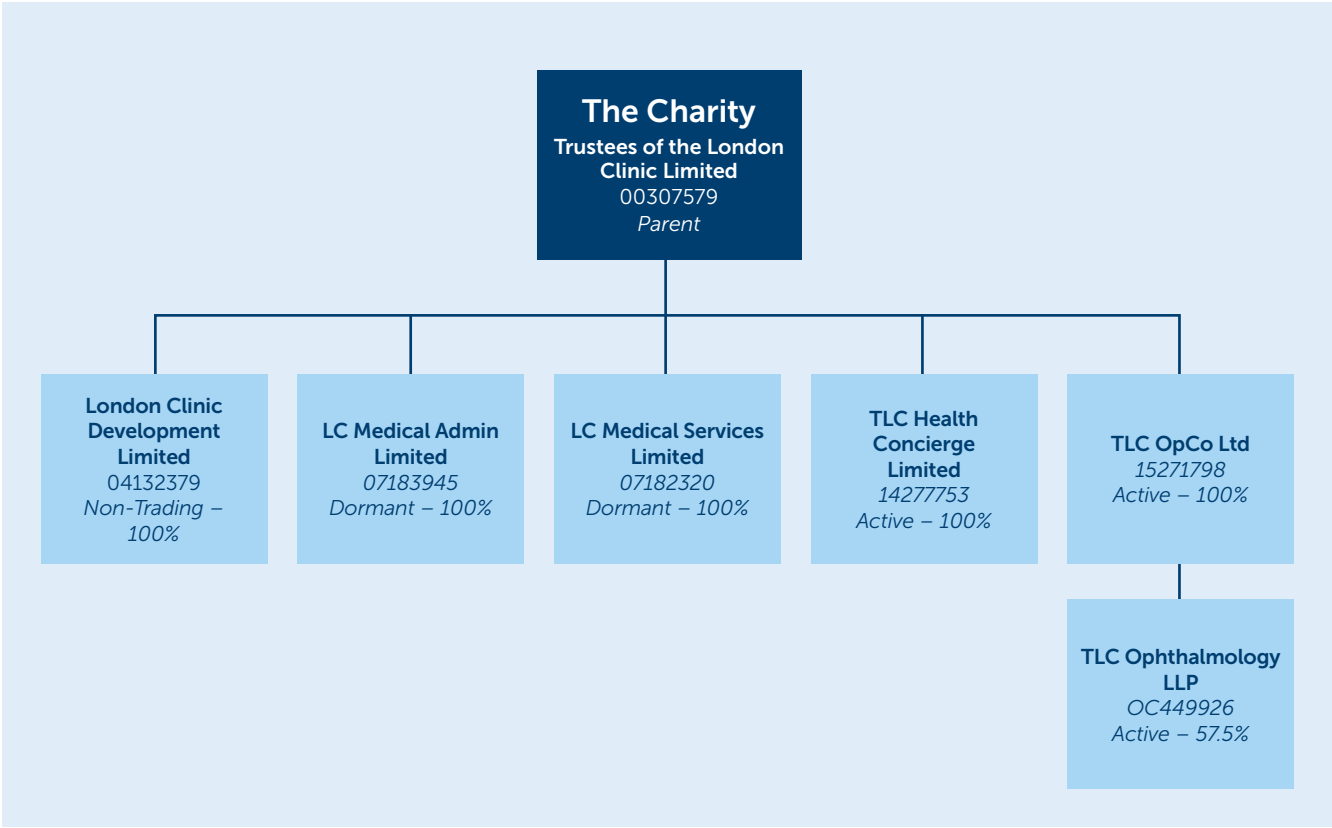 The Charity
Trustees of the London
Clinic Limited
00307579
Parent
London Clinic
Development
Limited
04132379
Non-Trading –
100%
LC Medical Admin
Limited
07183945
Dormant – 100%
LC Medical Services
Limited
07182320
Dormant – 100%
TLC Health
Concierge
Limited
14277753
Active – 100%
TLC OpCo Ltd
15271798
Active – 100%
TLC Ophthalmology
LLP
OC449926
Active – 57.5%